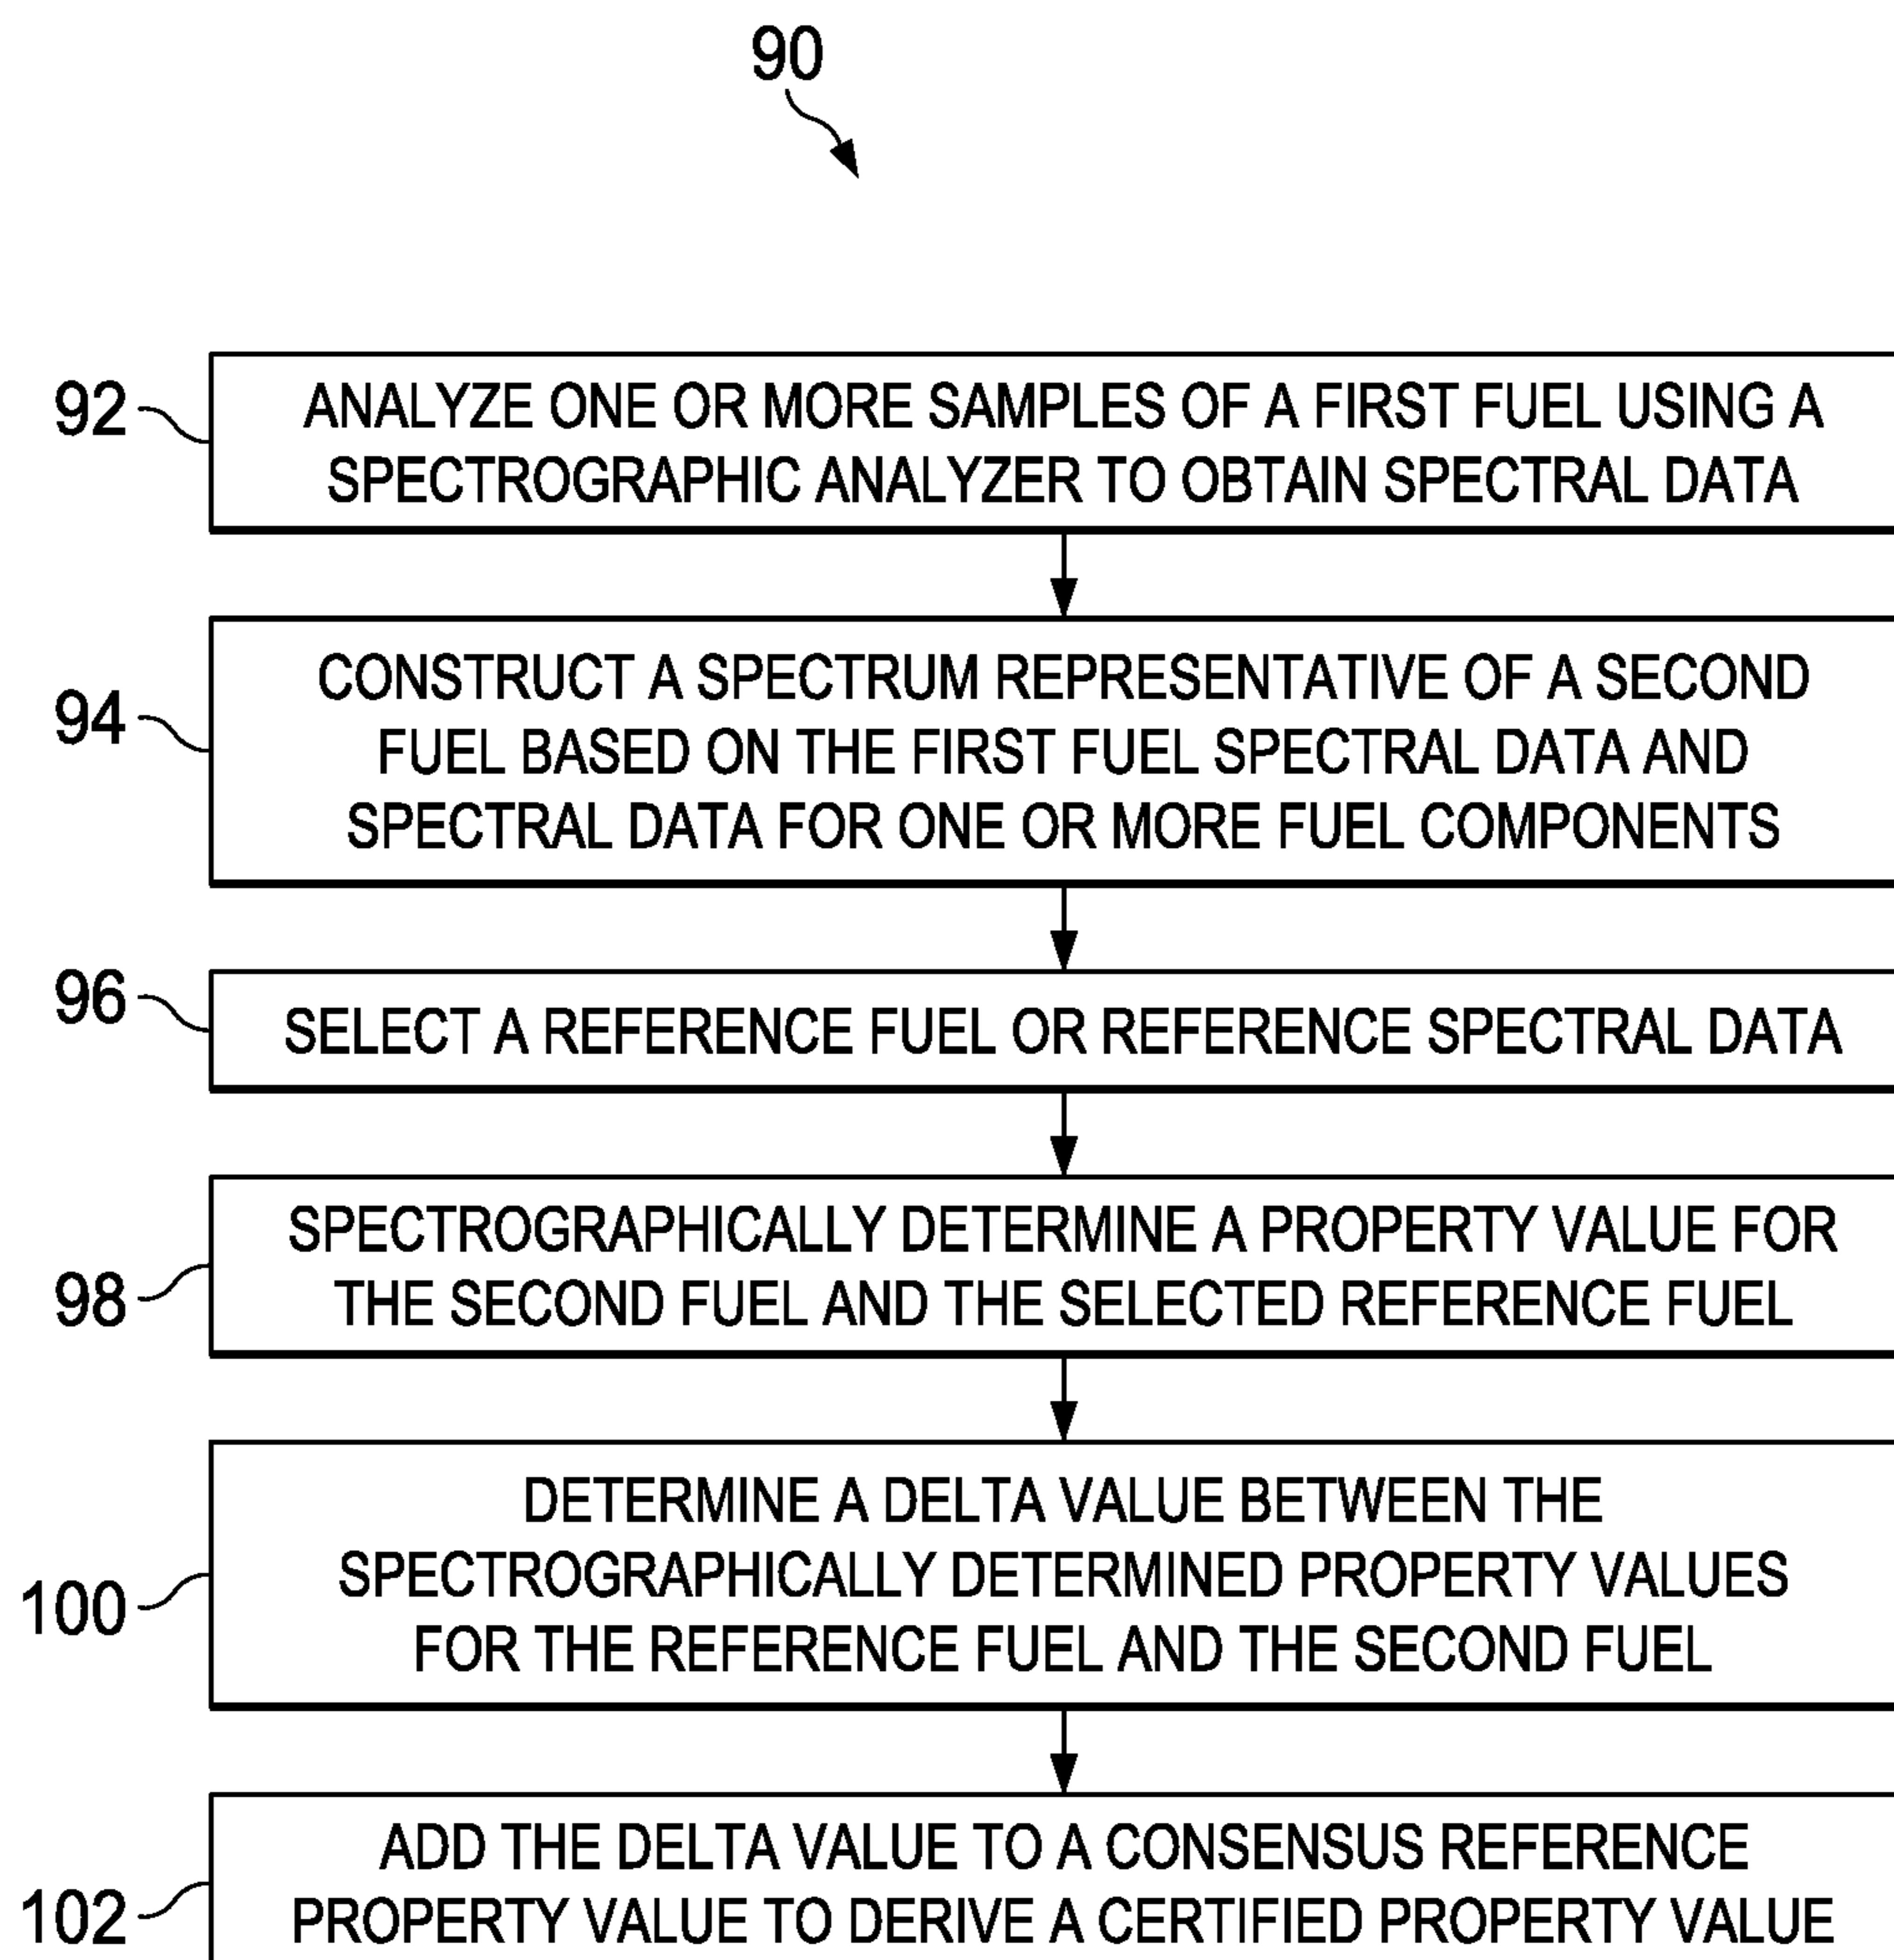 90
92
ANALYZE ONE OR MORE SAMPLES OF A FIRST FUEL USING A
SPECTROGRAPHIC ANALYZER TO OBTAIN SPECTRAL DATA
94
CONSTRUCT A SPECTRUM REPRESENTATIVE OF A SECOND
FUEL BASED ON THE FIRST FUEL SPECTRAL DATA AND
SPECTRAL DATA FOR ONE OR MORE FUEL COMPONENTS
96
SELECT A REFERENCE FUEL OR REFERENCE SPECTRAL DATA
98
SPECTROGRAPHICALLY DETERMINE A PROPERTY VALUE FOR
THE SECOND FUEL AND THE SELECTED REFERENCE FUEL
100
DETERMINE A DELTA VALUE BETWEEN THE
SPECTROGRAPHICALLY DETERMINED PROPERTY VALUES
FOR THE REFERENCE FUEL AND THE SECOND FUEL
102
ADD THE DELTA VALUE TO A CONSENSUS REFERENCE
PROPERTY VALUE TO DERIVE A CERTIFIED PROPERTY VALUE